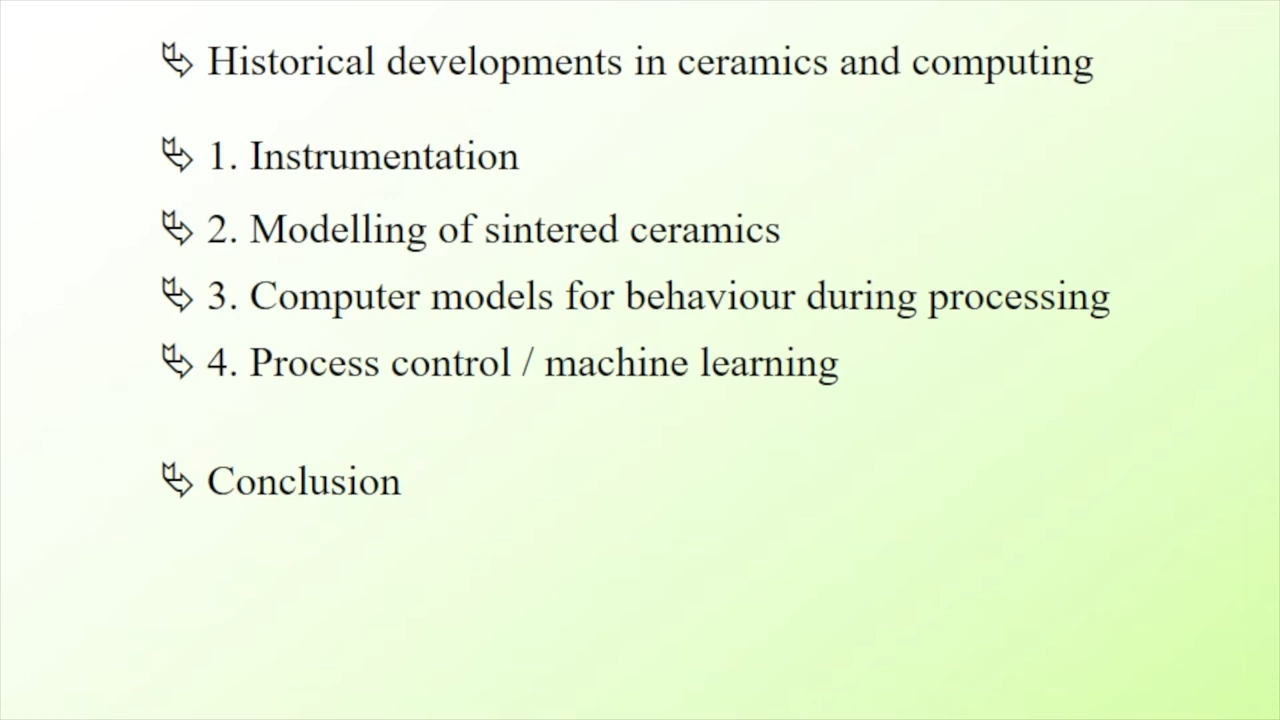 Historical developments in ceramics and computing
1. Instrumentation
2. Modelling of sintered ceramics
3. Computer models for behaviour during processing
4. Process control / machine learning
Conclusion